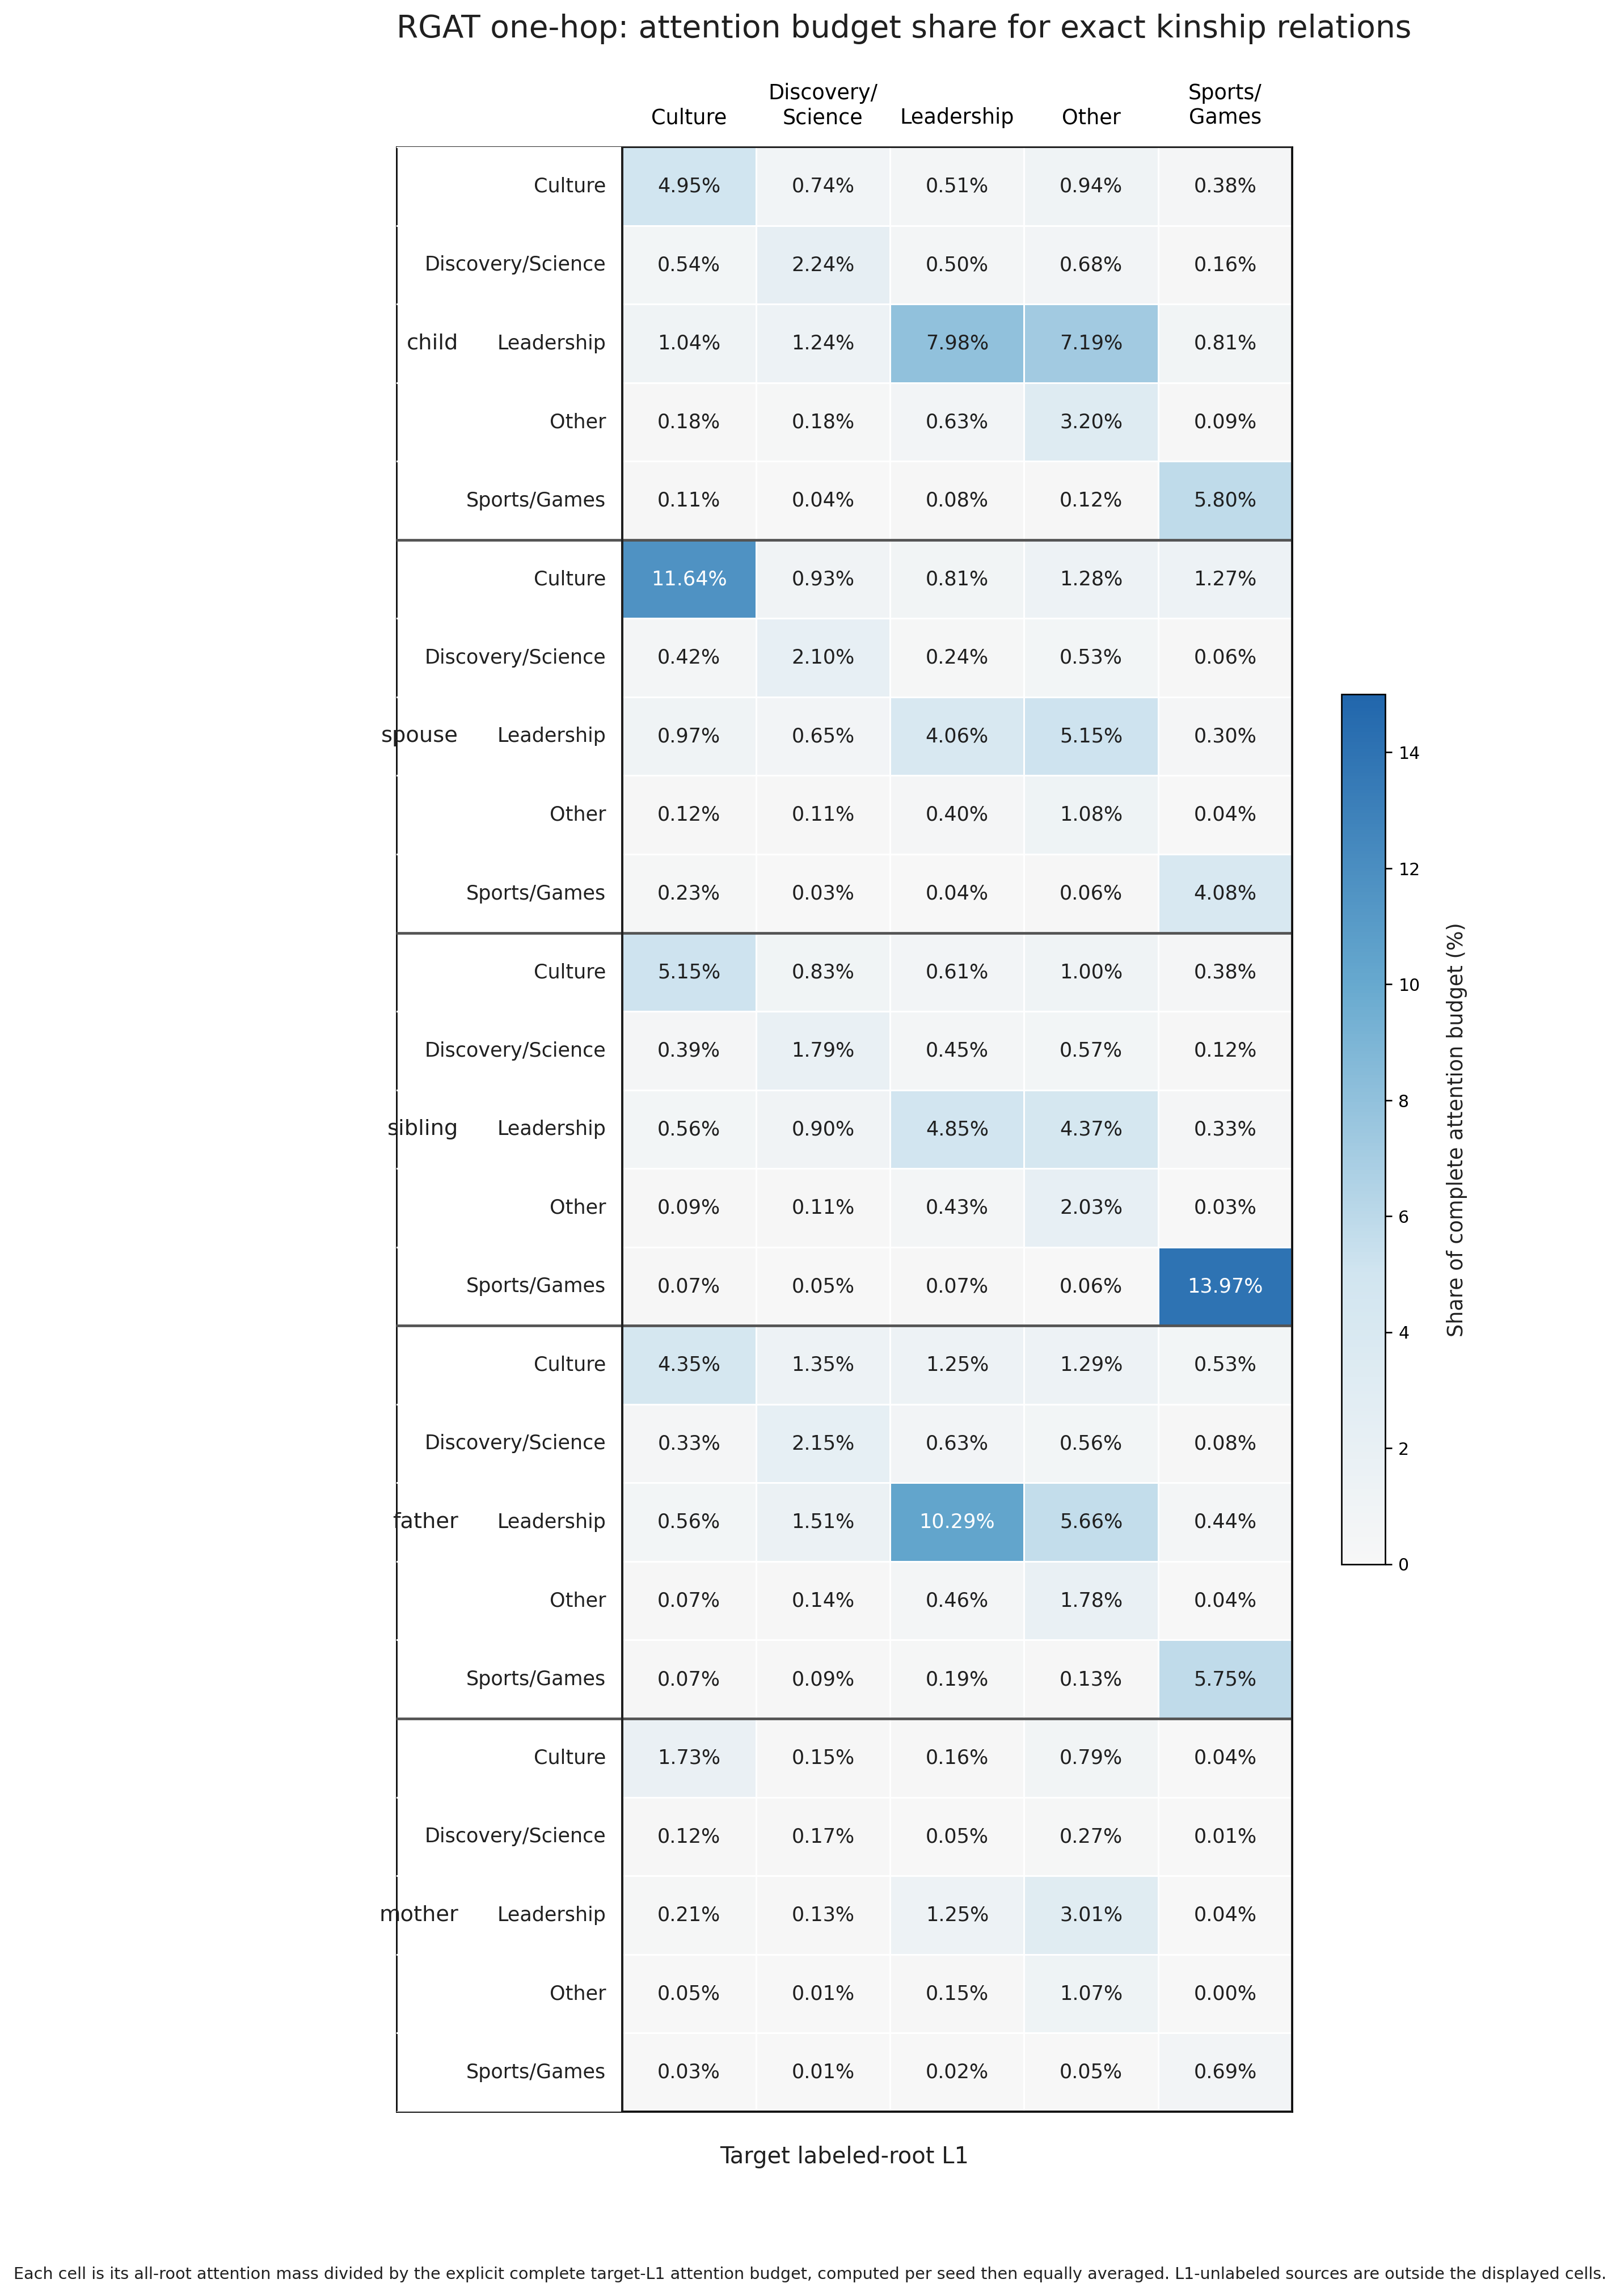 RGAT one-hop: attention budget share for exact kinship relations
Culture Discovery/ Science Leadership Other Sports/ Games
Culture 4.95% 0.74% 0.51% 0.94% 0.38%
Discovery/Science 0.54% 2.24% 0.50% 0.68% 0.16%
child Leadership 1.04% 1.24% 7.98% 7.19% 0.81%
Other 0.18% 0.18% 0.63% 3.20% 0.09%
Sports/Games 0.11% 0.04% 0.08% 0.12% 5.80%
Culture 11.64% 0.93% 0.81% 1.28% 1.27%
Discovery/Science 0.42% 2.10% 0.24% 0.53% 0.06%
spouse Leadership 0.97% 0.65% 4.06% 5.15% 0.30%
Other 0.12% 0.11% 0.40% 1.08% 0.04%
Sports/Games 0.23% 0.03% 0.04% 0.06% 4.08%
Culture 5.15% 0.83% 0.61% 1.00% 0.38%
Discovery/Science 0.39% 1.79% 0.45% 0.57% 0.12%
sibling Leadership 0.56% 0.90% 4.85% 4.37% 0.33%
Other 0.09% 0.11% 0.43% 2.03% 0.03%
Sports/Games 0.07% 0.05% 0.07% 0.06% 13.97%
Culture 4.35% 1.35% 1.25% 1.29% 0.53%
Discovery/Science 0.33% 2.15% 0.63% 0.56% 0.08%
father Leadership 0.56% 1.51% 10.29% 5.66% 0.44%
Other 0.07% 0.14% 0.46% 1.78% 0.04%
Sports/Games 0.07% 0.09% 0.19% 0.13% 5.75%
Culture 1.73% 0.15% 0.16% 0.79% 0.04%
Discovery/Science 0.12% 0.17% 0.05% 0.27% 0.01%
mother Leadership 0.21% 0.13% 1.25% 3.01% 0.04%
Other 0.05% 0.01% 0.15% 1.07% 0.00%
Sports/Games 0.03% 0.01% 0.02% 0.05% 0.69%
Target labeled-root L1
14
12
10
8
6
4
2
0
Share of complete attention budget (%)
Each cell is its all-root attention mass divided by the explicit complete target-L1 attention budget, computed per seed then equally averaged. L1-unlabeled sources are outside the displayed cells.